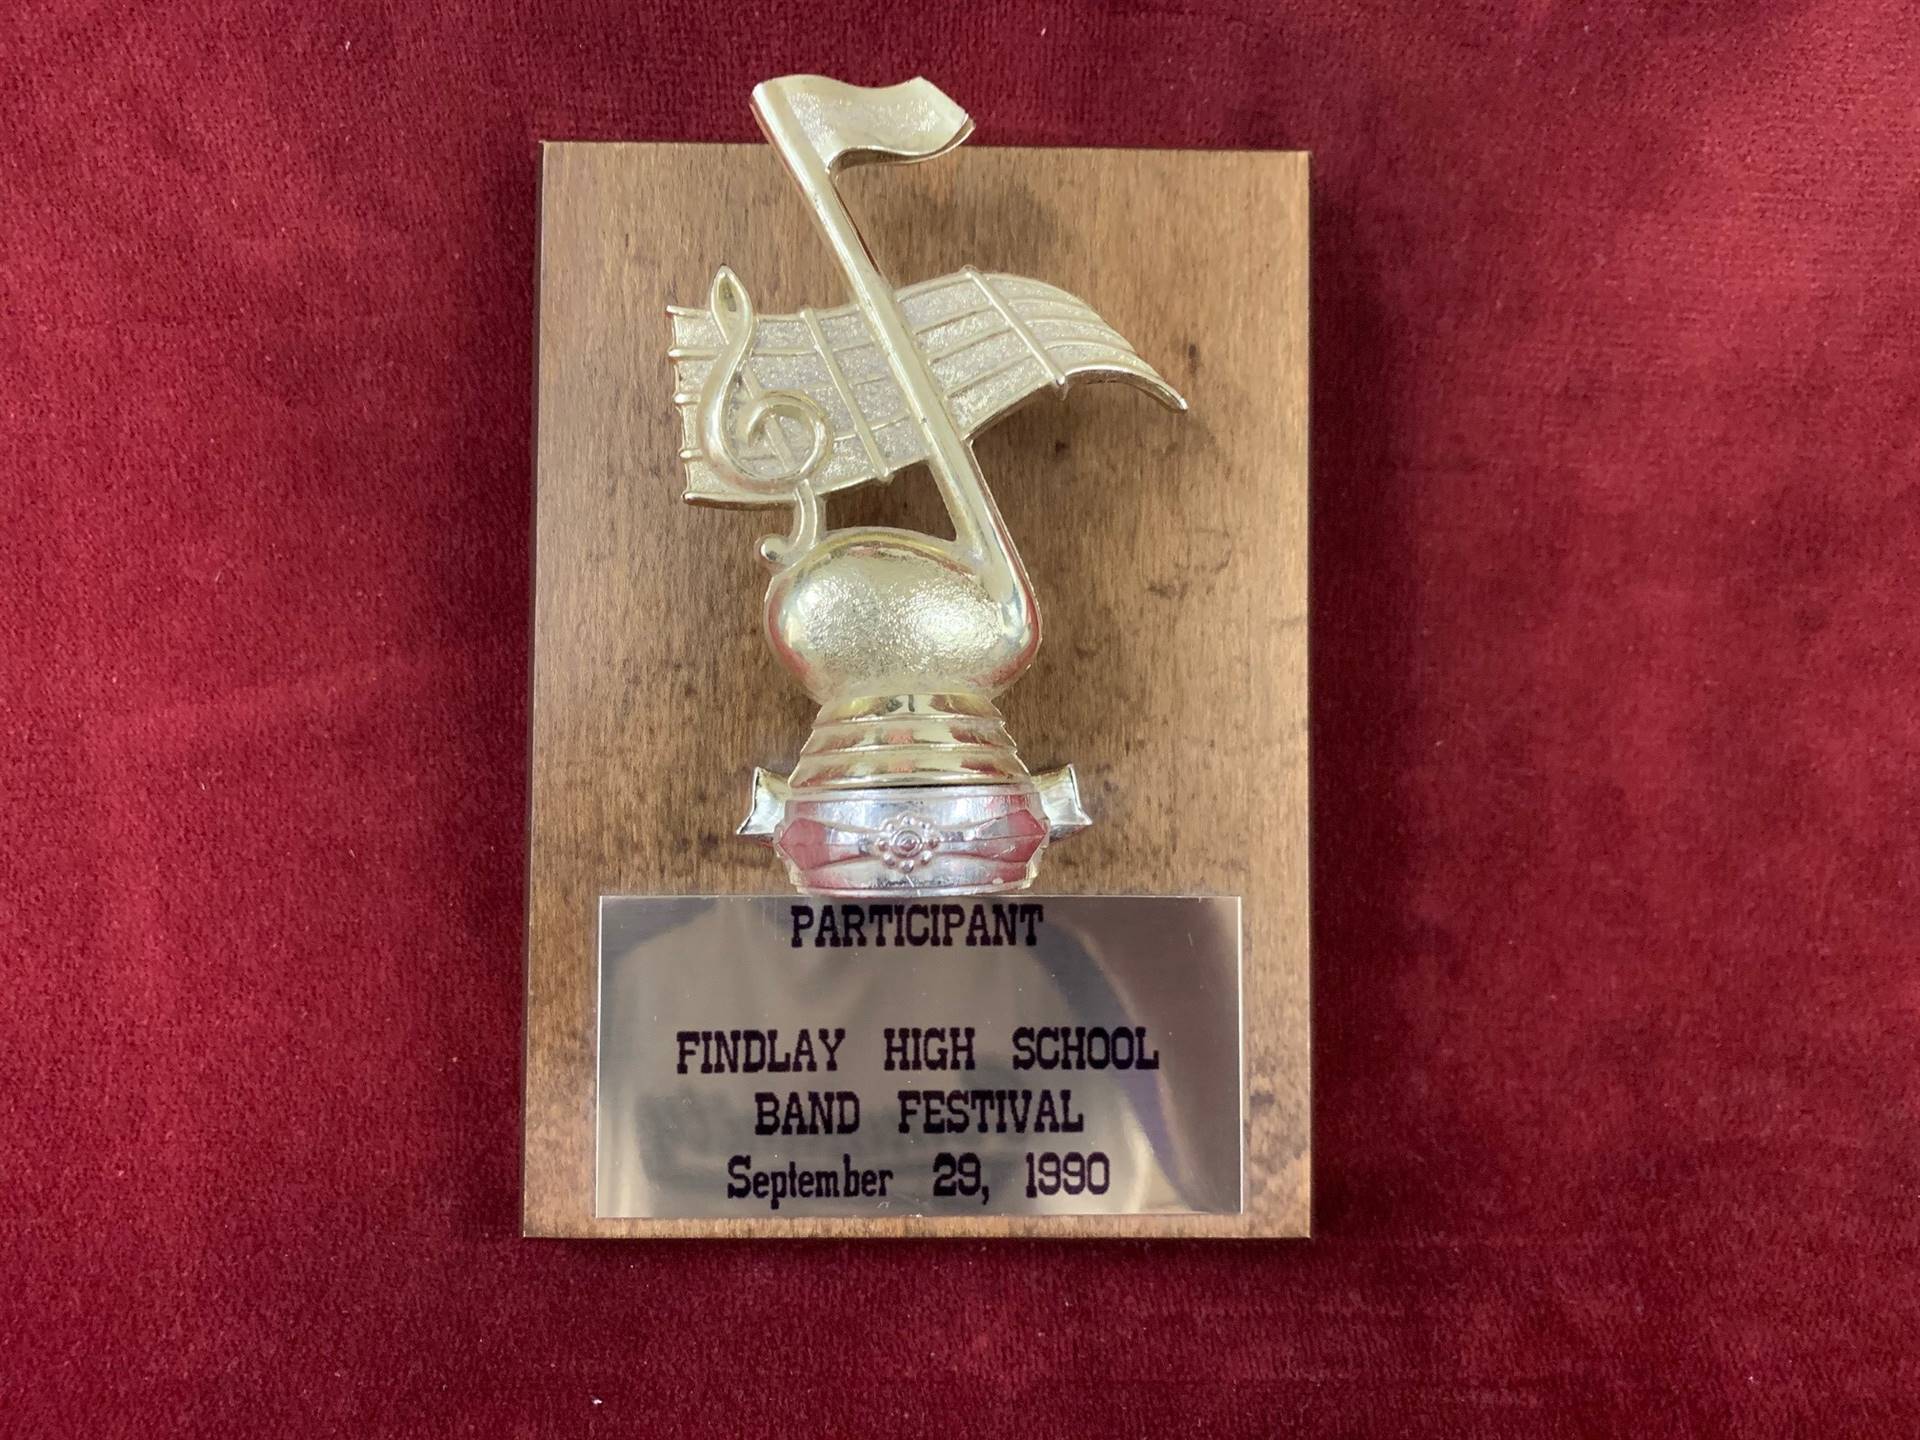 PARTICIPANT
FINDLAY HIGH SCHOOL
BAND FESTIVAL
September 29, 1990